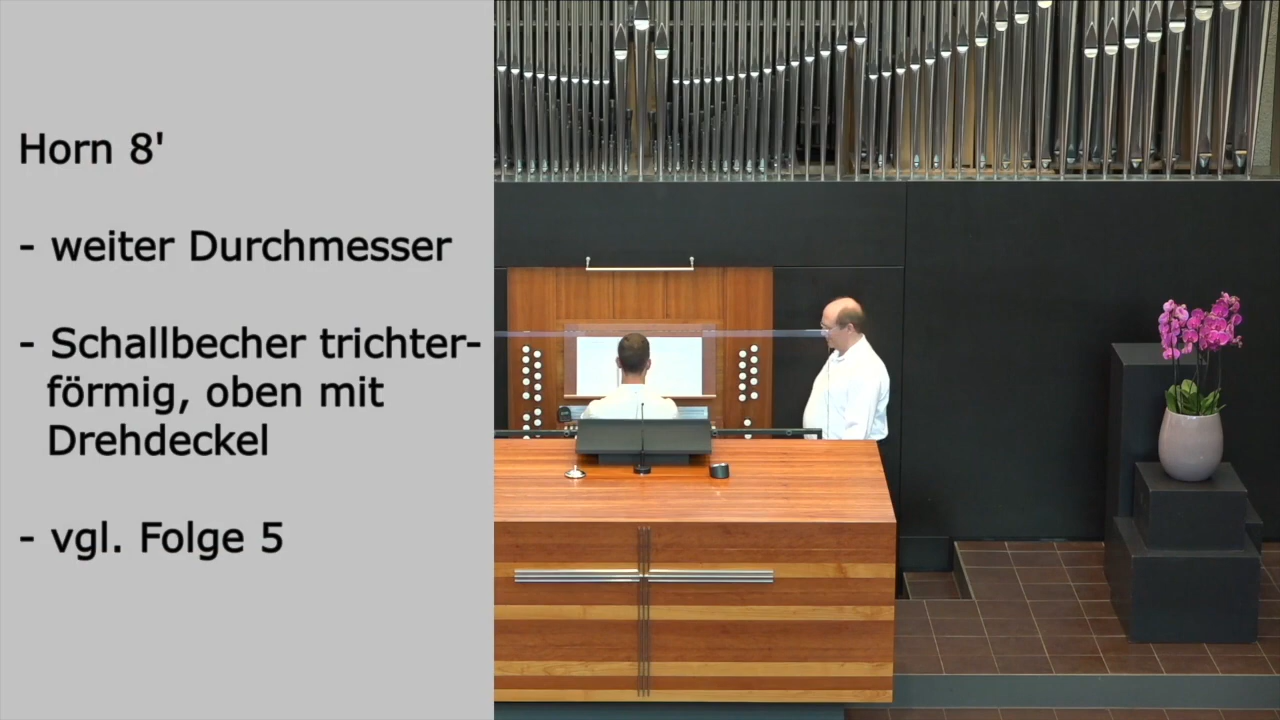 Horn 8'
- weiter Durchmesser
- Schallbecher trichter-
förmig, oben mit
Drehdeckel
- vgl. Folge 5